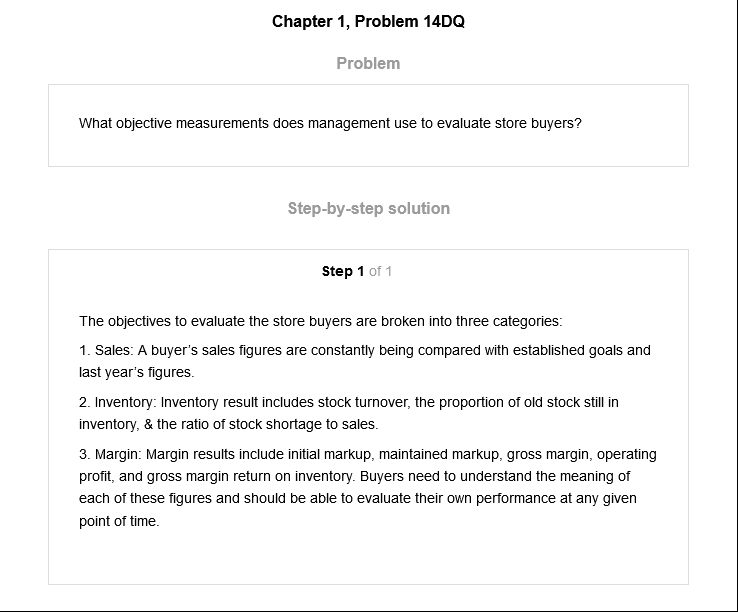 Chapter 1, Problem 14DQ
Problem
What objective measurements does management use to evaluate store buyers?
Step-by-step solution
Step 1 of 1
The objectives to evaluate the store buyers are broken into three categories:
1. Sales: A buyer’s sales figures are constantly being compared with established goals and
last year’s figures.
2. Inventory: Inventory result includes stock turnover, the proportion of old stock still in
inventory, & the ratio of stock shortage to sales.
3. Margin: Margin results include initial markup, maintained markup, gross margin, operating
profit, and gross margin return on inventory. Buyers need to understand the meaning of
each of these figures and should be able to evaluate their own performance at any given
point of time.